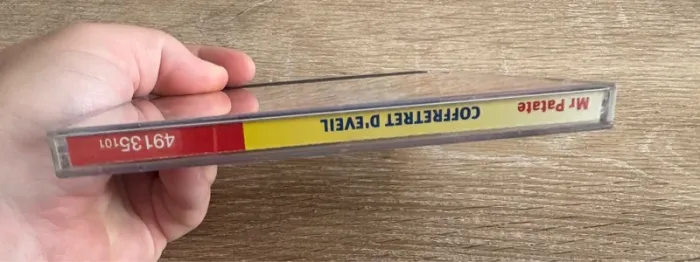 Mr Patate COFFRETRET D'EVEIL 49135101